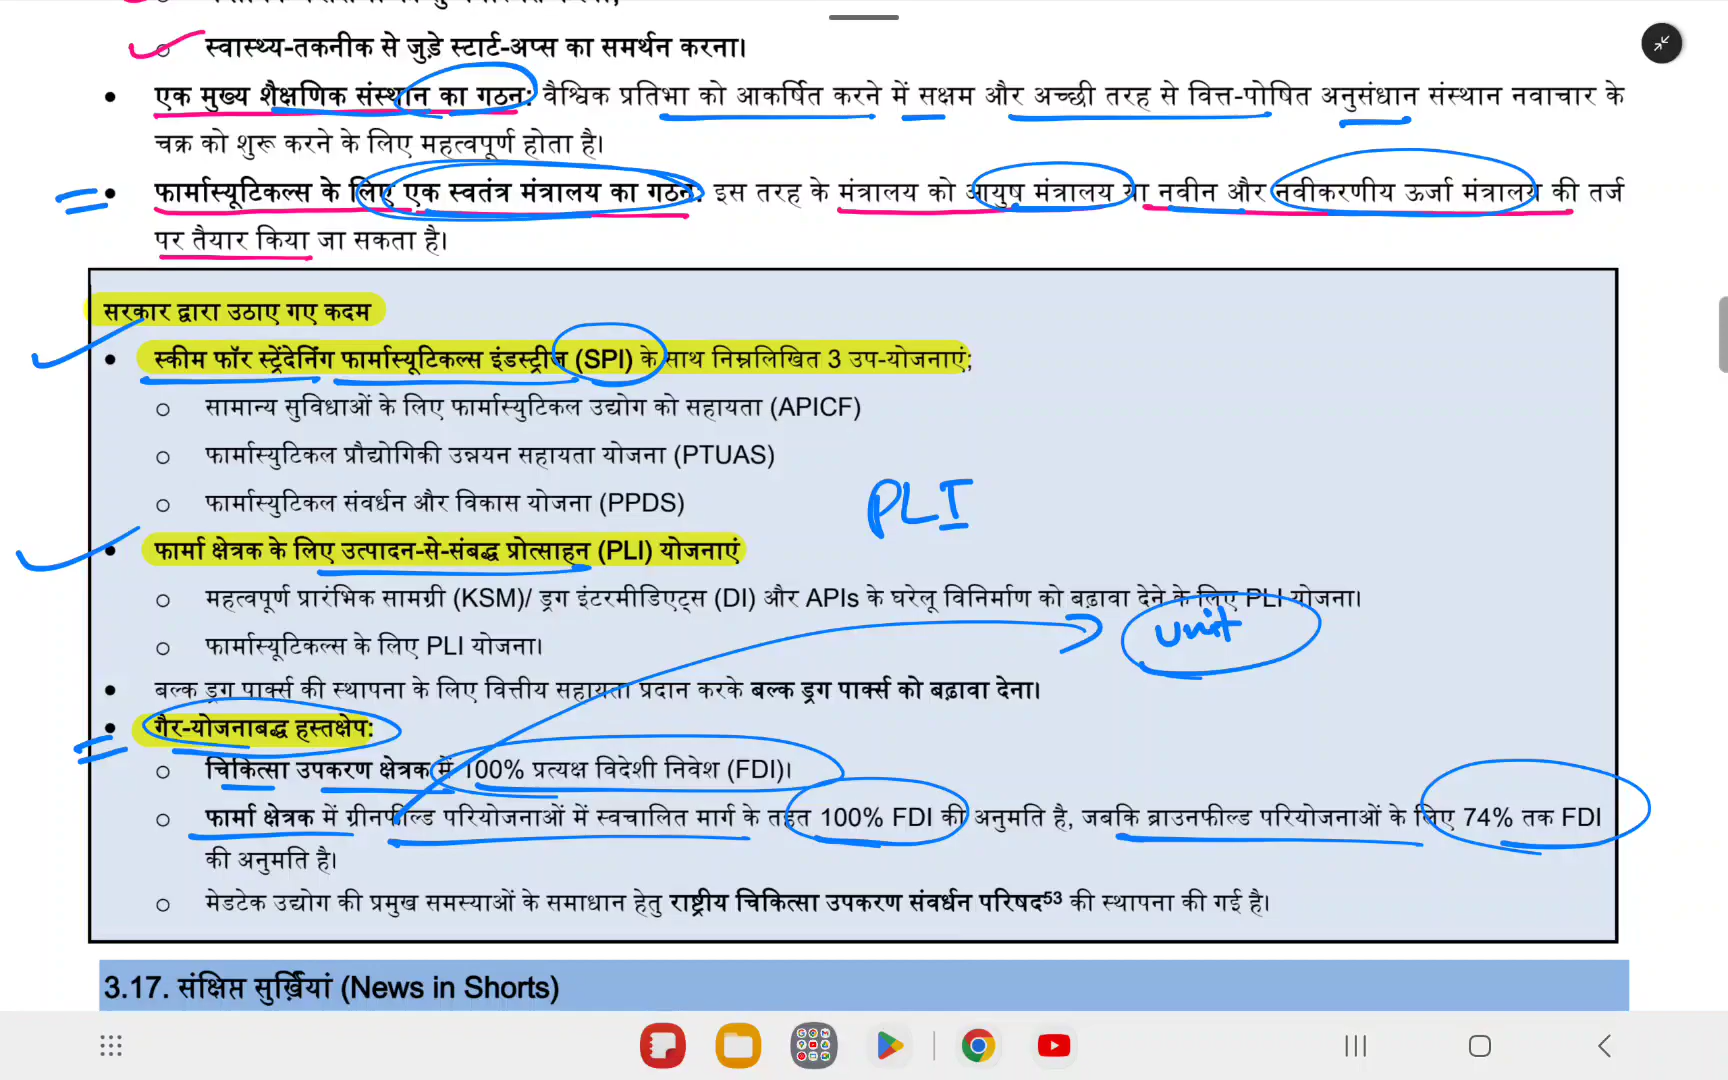 स्वास्थ्य-तकनीक से जुड़े स्टार्ट-अप्स का समर्थन करना।
एक मुख्य शैक्षणिक संस्थान का गठन: वैश्विक प्रतिभा को आकर्षित करने में सक्षम और अच्छी तरह से वित्त-पोषित अनुसंधान संस्थान नवाचार के
चक्र को शुरू करने के लिए महत्वपूर्ण होता है।
फार्मास्यूटिकल्स के लिए एक स्वतंत्र मंत्रालय का गठन: इस तरह के मंत्रालय को आयुष मंत्रालय या नवीन और नवीकरणीय ऊर्जा मंत्रालय की तर्ज
पर तैयार किया जा सकता है।
सरकार द्वारा उठाए गए कदम
स्कीम फॉर स्ट्रेंदेनिंग फार्मास्यूटिकल्स इंडस्ट्रीज (SPI) के साथ निम्नलिखित 3 उप-योजनाएं;
सामान्य सुविधाओं के लिए फार्मास्युटिकल उद्योग को सहायता (APICF)
फार्मास्युटिकल प्रौद्योगिकी उन्नयन सहायता योजना (PTUAS)
फार्मास्युटिकल संवर्धन और विकास योजना (PPDS)
PLI
फार्मा क्षेत्रक के लिए उत्पादन-से-संबद्ध प्रोत्साहन (PLI) योजनाएं
महत्वपूर्ण प्रारंभिक सामग्री (KSM)/ ड्रग इंटरमीडिएट्स (DI) और APIs के घरेलू विनिर्माण को बढ़ावा देने के लिए PLI योजना।
unit
फार्मास्यूटिकल्स के लिए PLI योजना।
बल्क ड्रग पार्क्स की स्थापना के लिए वित्तीय सहायता प्रदान करके बल्क ड्रग पार्क्स को बढ़ावा देना।
गैर-योजनाबद्ध हस्तक्षेप:
चिकित्सा उपकरण क्षेत्रक में 100% प्रत्यक्ष विदेशी निवेश (FDI)।
फार्मा क्षेत्रक में ग्रीनफील्ड परियोजनाओं में स्वचालित मार्ग के तहत 100% FDI की अनुमति है, जबकि ब्राउनफील्ड परियोजनाओं के लिए 74% तक FDI
की अनुमति है।
मेडटेक उद्योग की प्रमुख समस्याओं के समाधान हेतु राष्ट्रीय चिकित्सा उपकरण संवर्धन परिषद⁵³ की स्थापना की गई है।
3.17. संक्षिप्त सुर्ख़ियां (News in Shorts)